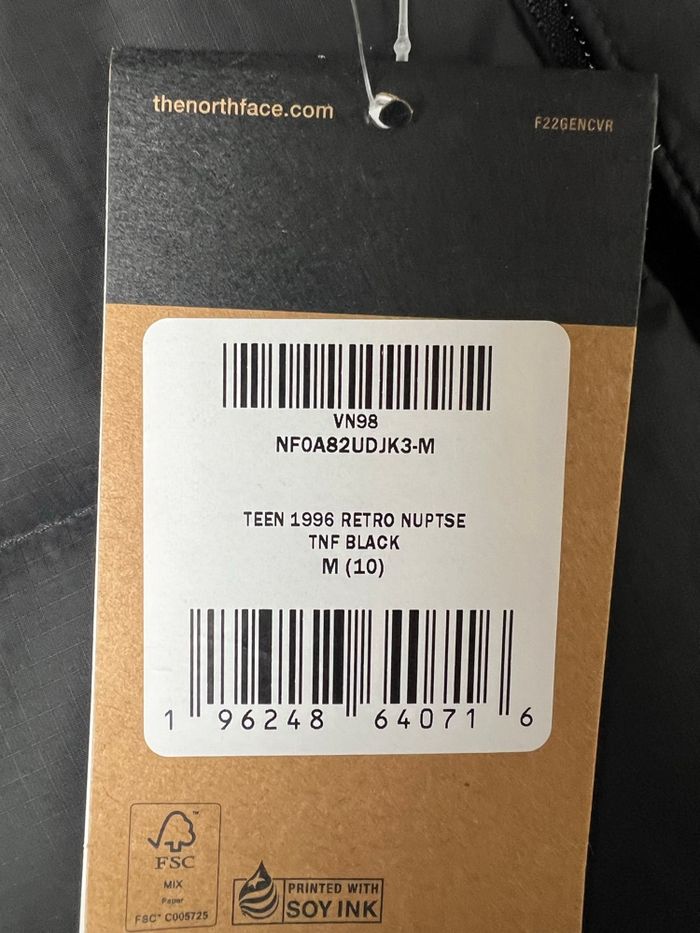 thenorthface.com
F22GENCVR
VN98
NF0A82UDJK3-M
TEEN 1996 RETRO NUPTSE
TNF BLACK
M (10)
1 96248 64071 6
™
FSC
MIX
Paper
FSC® C005725
PRINTED WITH
SOY INK